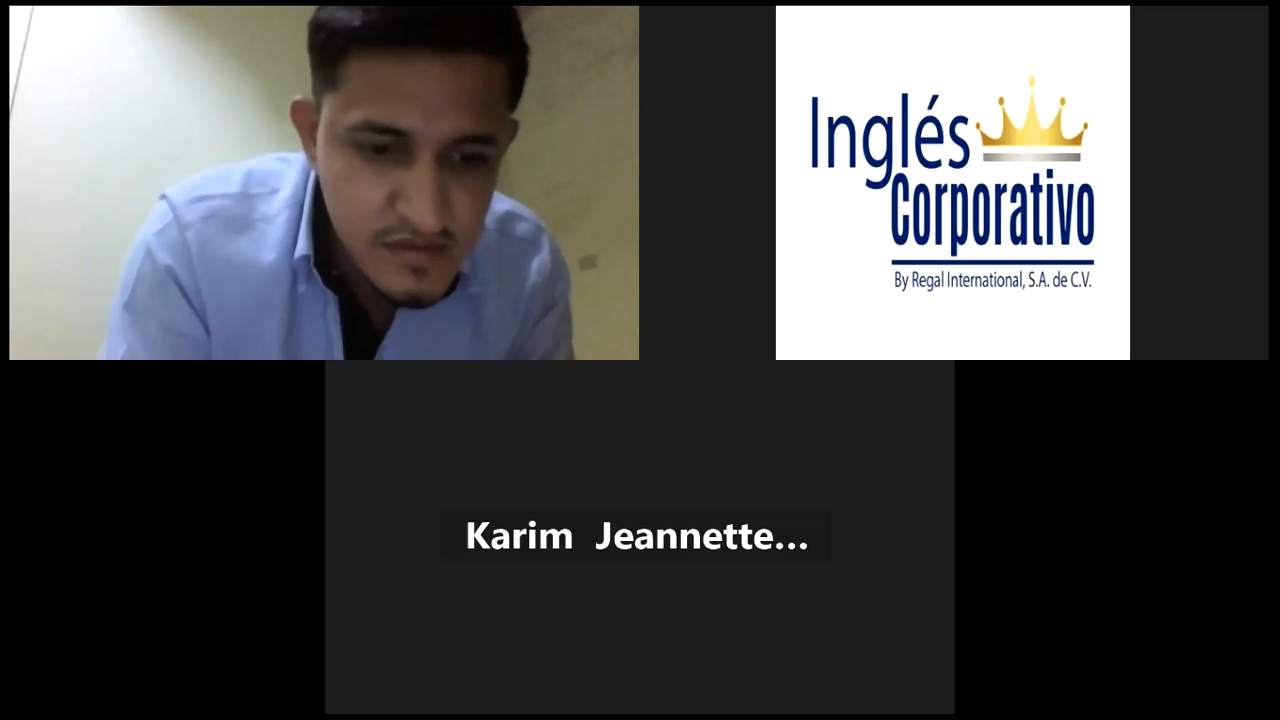 Inglés
Corporativo
By Regal International, S.A. de C.V.
Karim Jeannette...